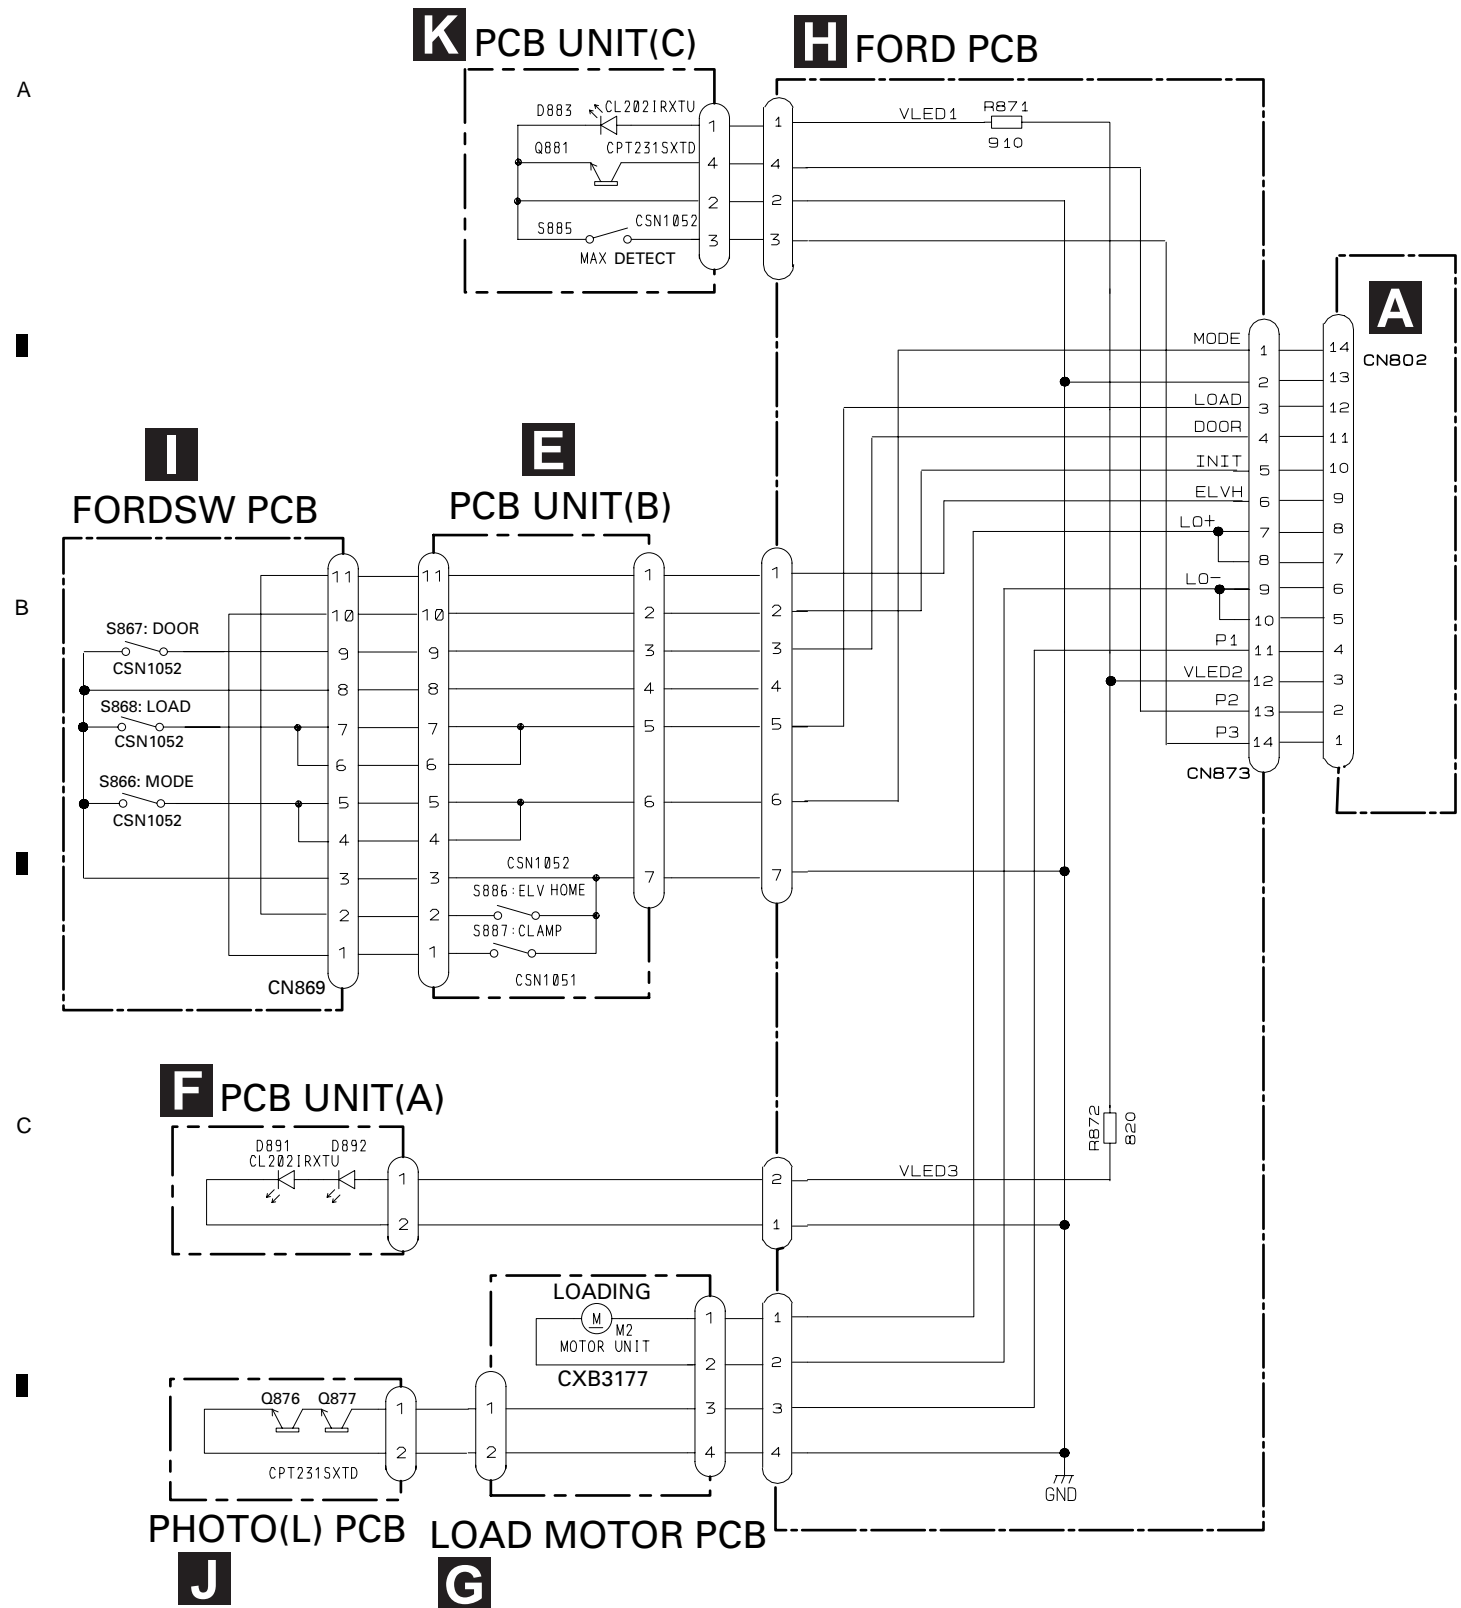 K PCB UNIT(C)
H FORD PCB
A
D883 CL202IRXTU
Q881 CPT231SXTD
S885 CSN1052
MAX DETECT
1
4
2
3
1
4
2
3
VLED1
R871
910
A
CN802
MODE 1 14
2 13
LOAD 3 12
DOOR 4 11
INIT 5 10
ELVH 6 9
LO+ 7 8
8 7
LO- 9 6
10 5
P1 11 4
VLED2 12 3
P2 13 2
P3 14 1
CN873
I
FORDSW PCB
E
PCB UNIT(B)
B
11 11 1 1
10 10 2 2
S867: DOOR
CSN1052
9 9 3 3
8 8 4 4
S868: LOAD
CSN1052
7 7 5 5
6 6
S866: MODE
CSN1052
5 5 6 6
4 4
CSN1052
3 3 7 7
S886:ELV HOME
2 2
S887:CLAMP
1 1
CSN1051
CN869
F PCB UNIT(A)
C
D891 D892
CL202IRXTU
1 2
2 1
VLED3
R872
820
LOADING
M
M2
MOTOR UNIT
CXB3177
1 1
2 2
Q876 Q877
1 1 3 3
2 2 4 4
CPT231SXTD
GND
PHOTO(L) PCB
J
LOAD MOTOR PCB
G